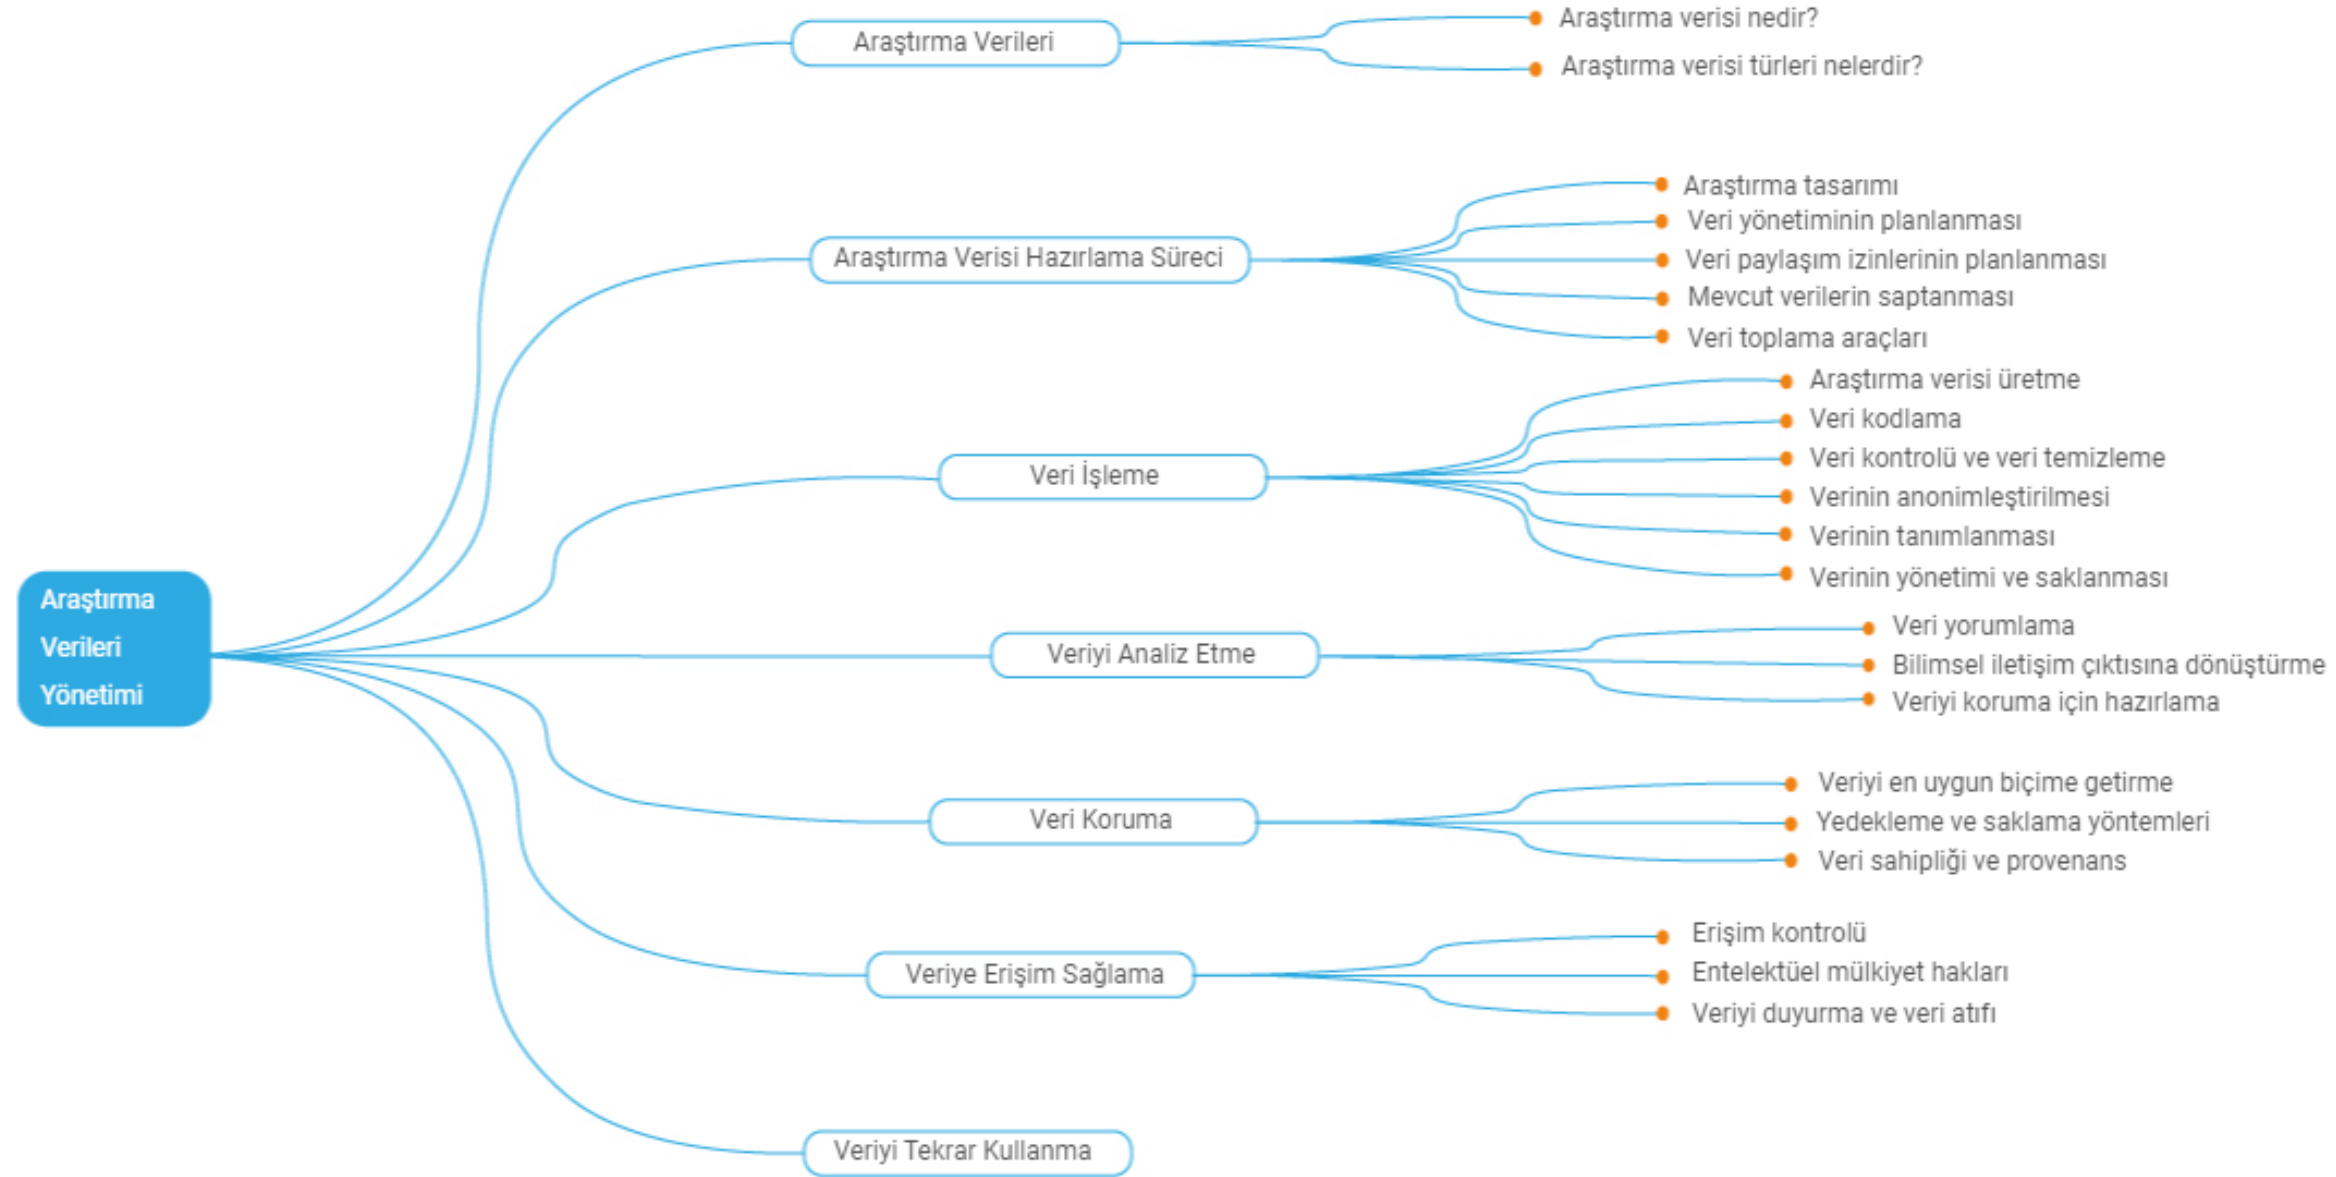 Araştırma
Verileri
Yönetimi
Araştırma Verileri
Araştırma verisi nedir?
Araştırma verisi türleri nelerdir?
Araştırma Verisi Hazırlama Süreci
Araştırma tasarımı
Veri yönetiminin planlanması
Veri paylaşım izinlerinin planlanması
Mevcut verilerin saptanması
Veri toplama araçları
Veri İşleme
Araştırma verisi üretme
Veri kodlama
Veri kontrolü ve veri temizleme
Verinin anonimleştirilmesi
Verinin tanımlanması
Verinin yönetimi ve saklanması
Veriyi Analiz Etme
Veri yorumlama
Bilimsel iletişim çıktısına dönüştürme
Veriyi koruma için hazırlama
Veri Koruma
Veriyi en uygun biçime getirme
Yedekleme ve saklama yöntemleri
Veri sahipliği ve provenans
Veriye Erişim Sağlama
Erişim kontrolü
Entelektüel mülkiyet hakları
Veriyi duyurma ve veri atıfı
Veriyi Tekrar Kullanma